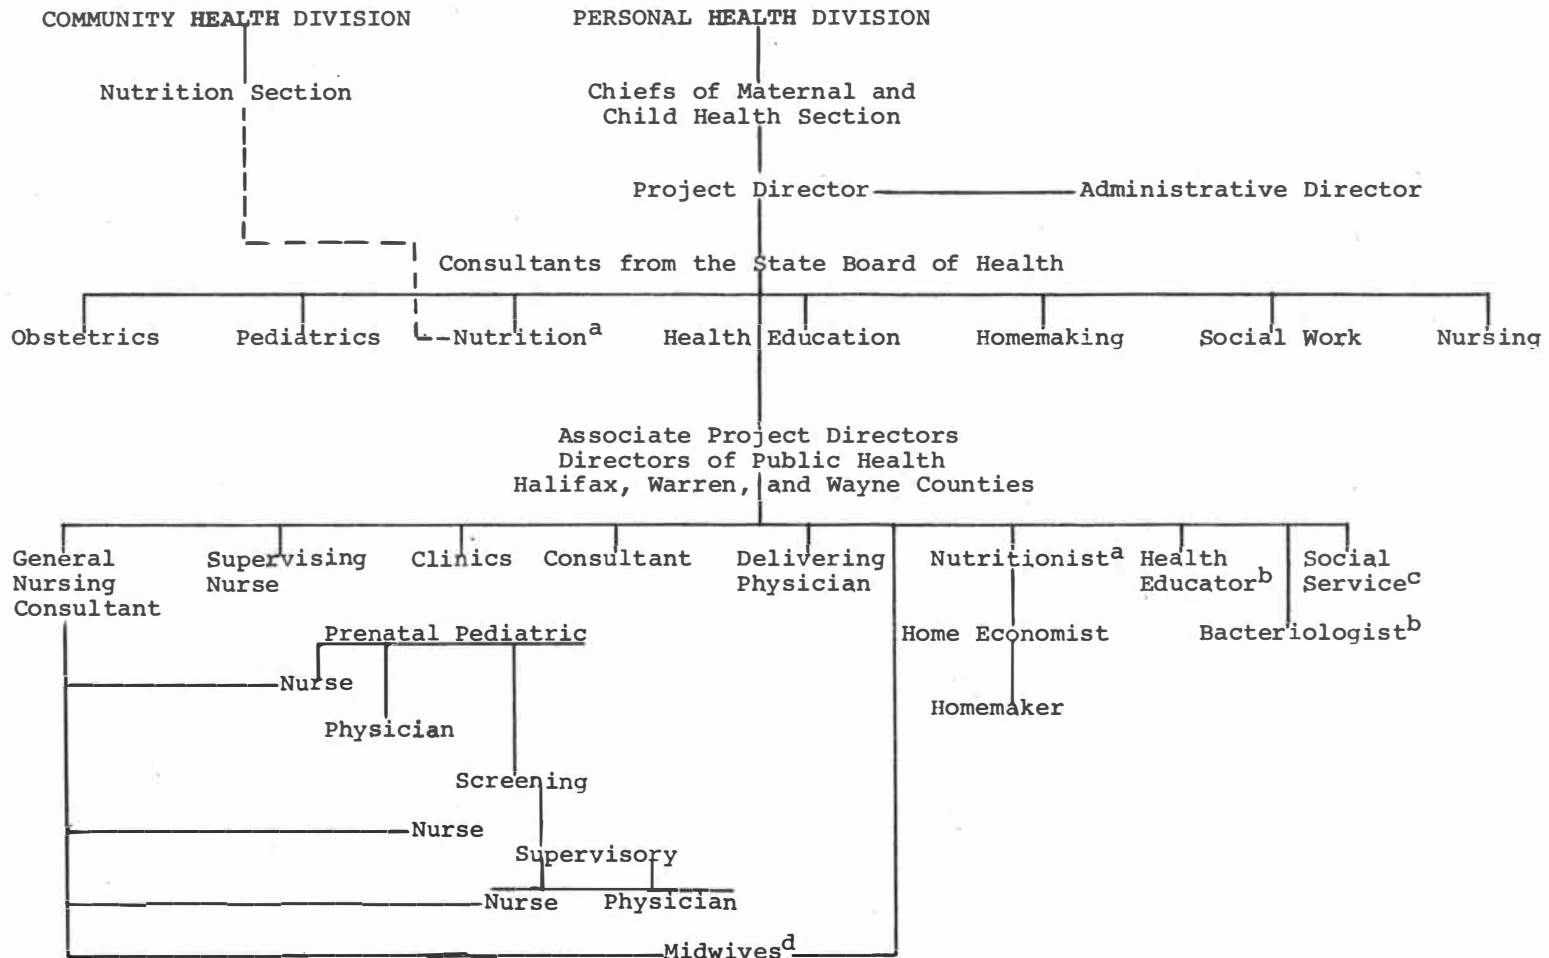 COMMUNITY HEALTH DIVISION
PERSONAL HEALTH DIVISION
Nutrition Section
Chiefs of Maternal and
Child Health Section
Project Director
Administrative Director
Consultants from the State Board of Health
Obstetrics
Pediatrics
Nutritionᵃ
Health Education
Homemaking
Social Work
Nursing
Associate Project Directors
Directors of Public Health
Halifax, Warren, and Wayne Counties
General
Nursing
Consultant
Supervising
Nurse
Clinics
Consultant
Delivering
Physician
Nutritionistᵃ
Health
Educatorᵇ
Social
Serviceᶜ
Prenatal Pediatric
Home Economist
Bacteriologistᵇ
Nurse
Homemaker
Physician
Screening
Nurse
Supervisory
Nurse
Physician
Midwivesᵈ